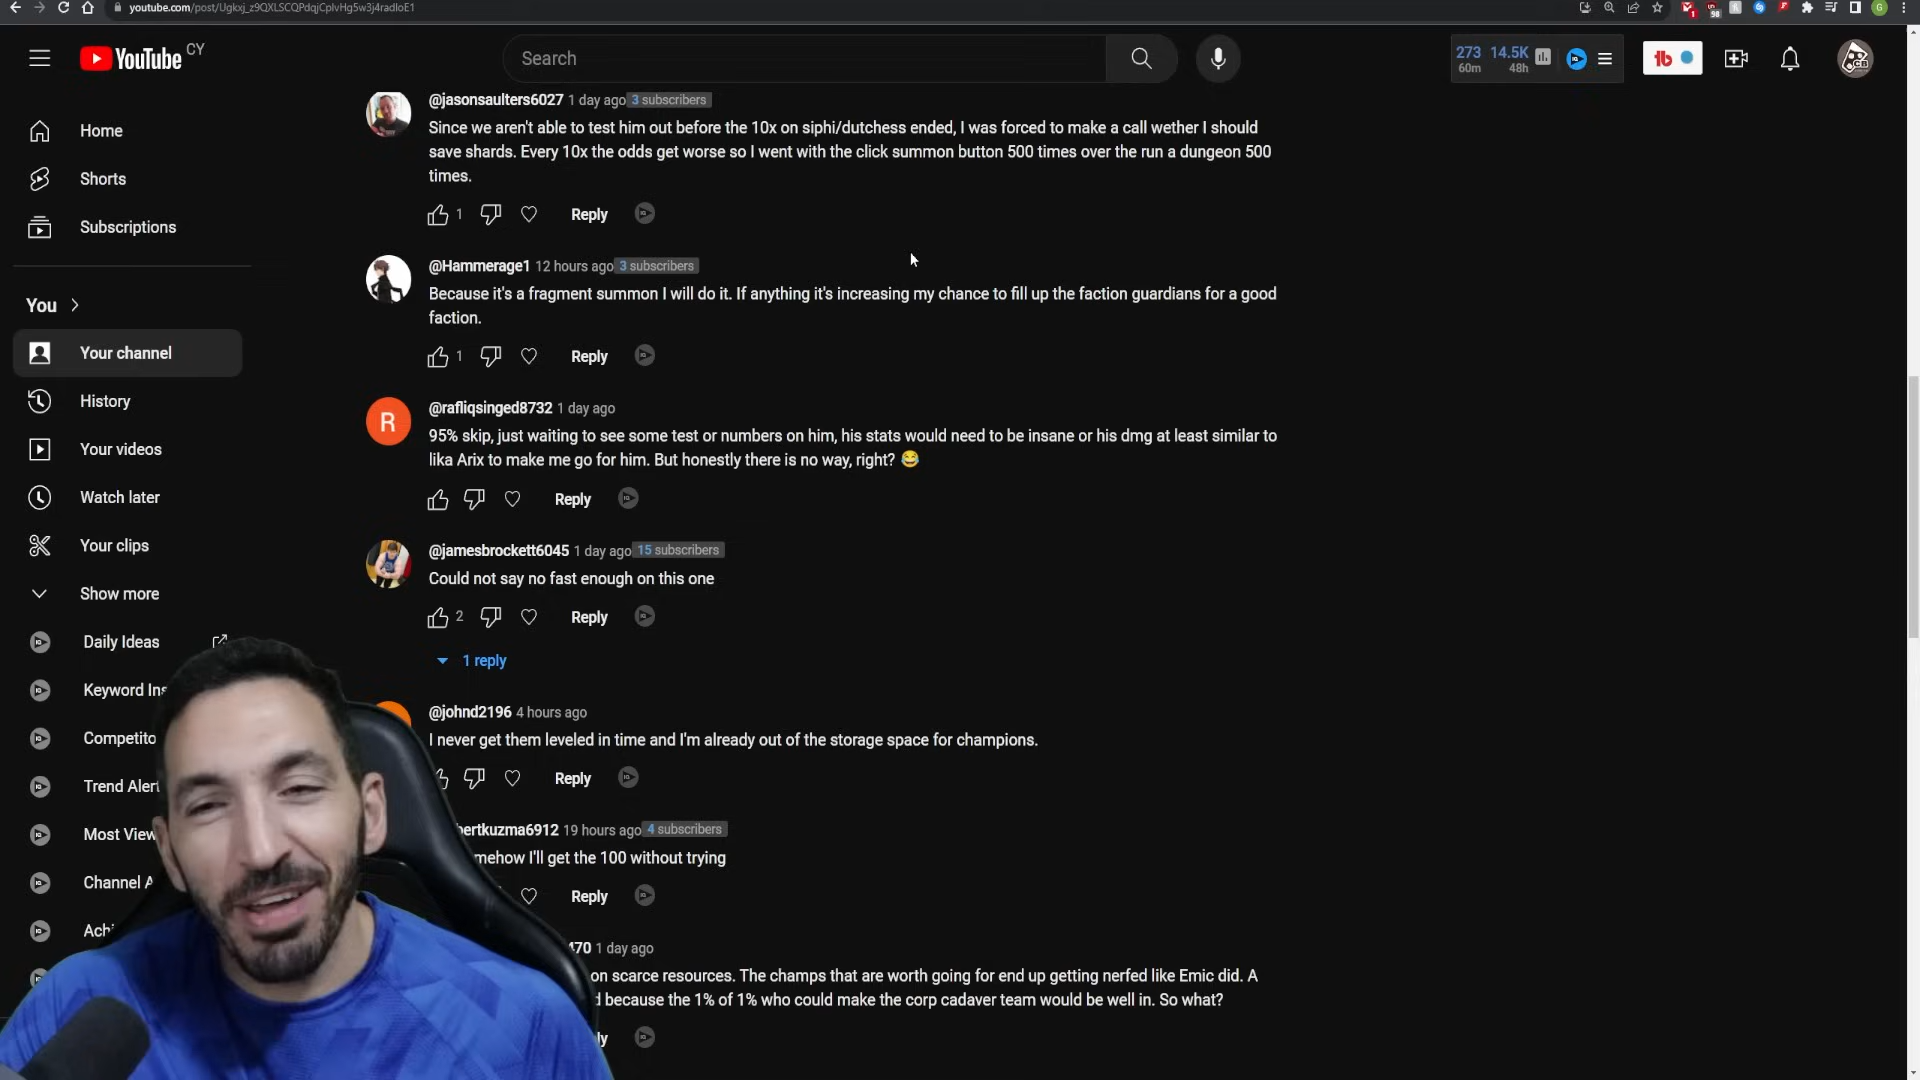 youtube.com/post/Ugkxj_z9QXLSCQPdqjCplvHg5w3j4radloE1
YouTube CY
Search
273 14.5K
60m 48h
Home
Shorts
Subscriptions
You
Your channel
History
Your videos
Watch later
Your clips
Show more
Daily Ideas
Keyword Ins
Competito
Trend Alert
Most View
Channel A
Achi
@jasonsaulters6027 1 day ago 3 subscribers
Since we aren't able to test him out before the 10x on siphi/dutchess ended, I was forced to make a call wether I should
save shards. Every 10x the odds get worse so I went with the click summon button 500 times over the run a dungeon 500
times.
1 Reply
@Hammerage1 12 hours ago 3 subscribers
Because it's a fragment summon I will do it. If anything it's increasing my chance to fill up the faction guardians for a good
faction.
1 Reply
R
@rafliqsinged8732 1 day ago
95% skip, just waiting to see some test or numbers on him, his stats would need to be insane or his dmg at least similar to
lika Arix to make me go for him. But honestly there is no way, right? 😂
Reply
@jamesbrockett6045 1 day ago 15 subscribers
Could not say no fast enough on this one
2 Reply
1 reply
@johnd2196 4 hours ago
I never get them leveled in time and I'm already out of the storage space for champions.
Reply
bertkuzma6912 19 hours ago 4 subscribers
mehow I'll get the 100 without trying
Reply
470 1 day ago
on scarce resources. The champs that are worth going for end up getting nerfed like Emic did. A
d because the 1% of 1% who could make the corp cadaver team would be well in. So what?
ly